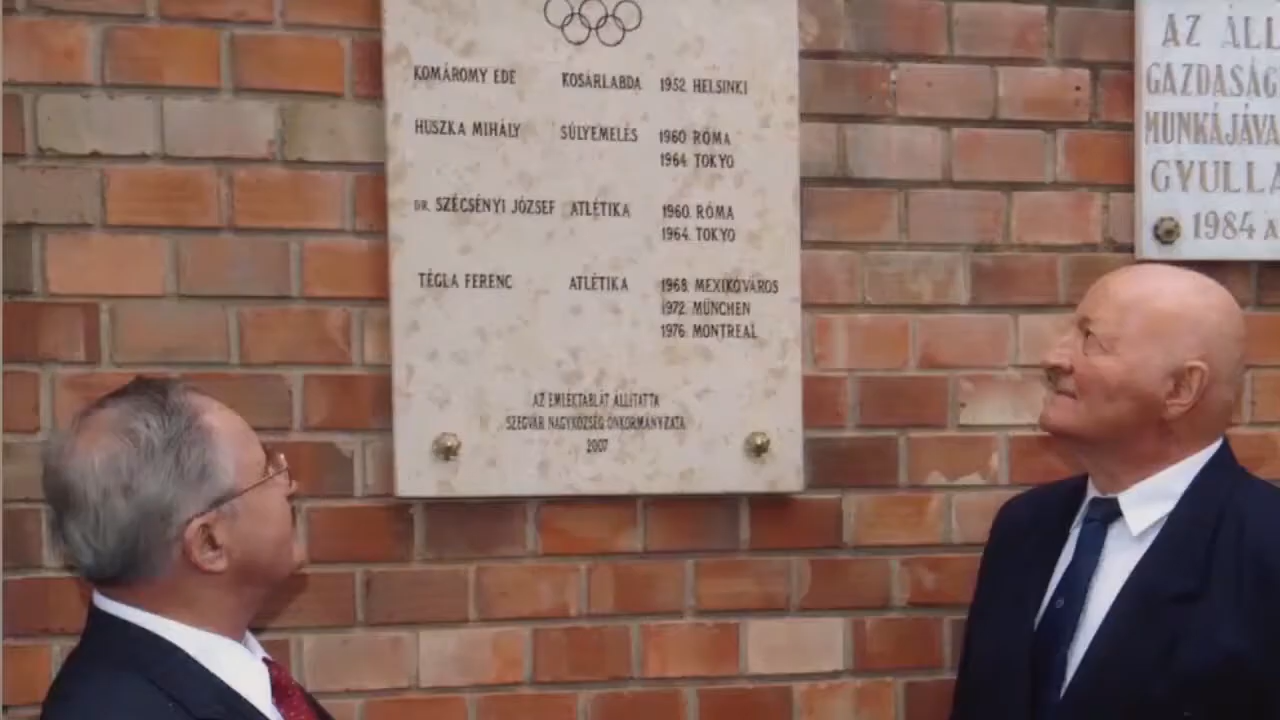 KOMÁROMY EDE KOSÁRLABDA 1952. HELSINKI
HUSZKA MIHÁLY SÚLYEMELÉS 1960. RÓMA
1964. TOKYO
DR. SZÉCSÉNYI JÓZSEF ATLÉTIKA 1960. RÓMA
1964. TOKYO
TÉGLA FERENC ATLÉTIKA 1968. MEXIKÓVÁROS
1972. MÜNCHEN
1976. MONTREAL
AZ EMLÉKTÁBLÁT ÁLLÍTATTA
SZEGVÁR NAGYKÖZSÉG ÖNKORMÁNYZATA
2007
AZ ÁLL
GAZDASÁG
MUNKÁJÁVA
GYULLA
1984